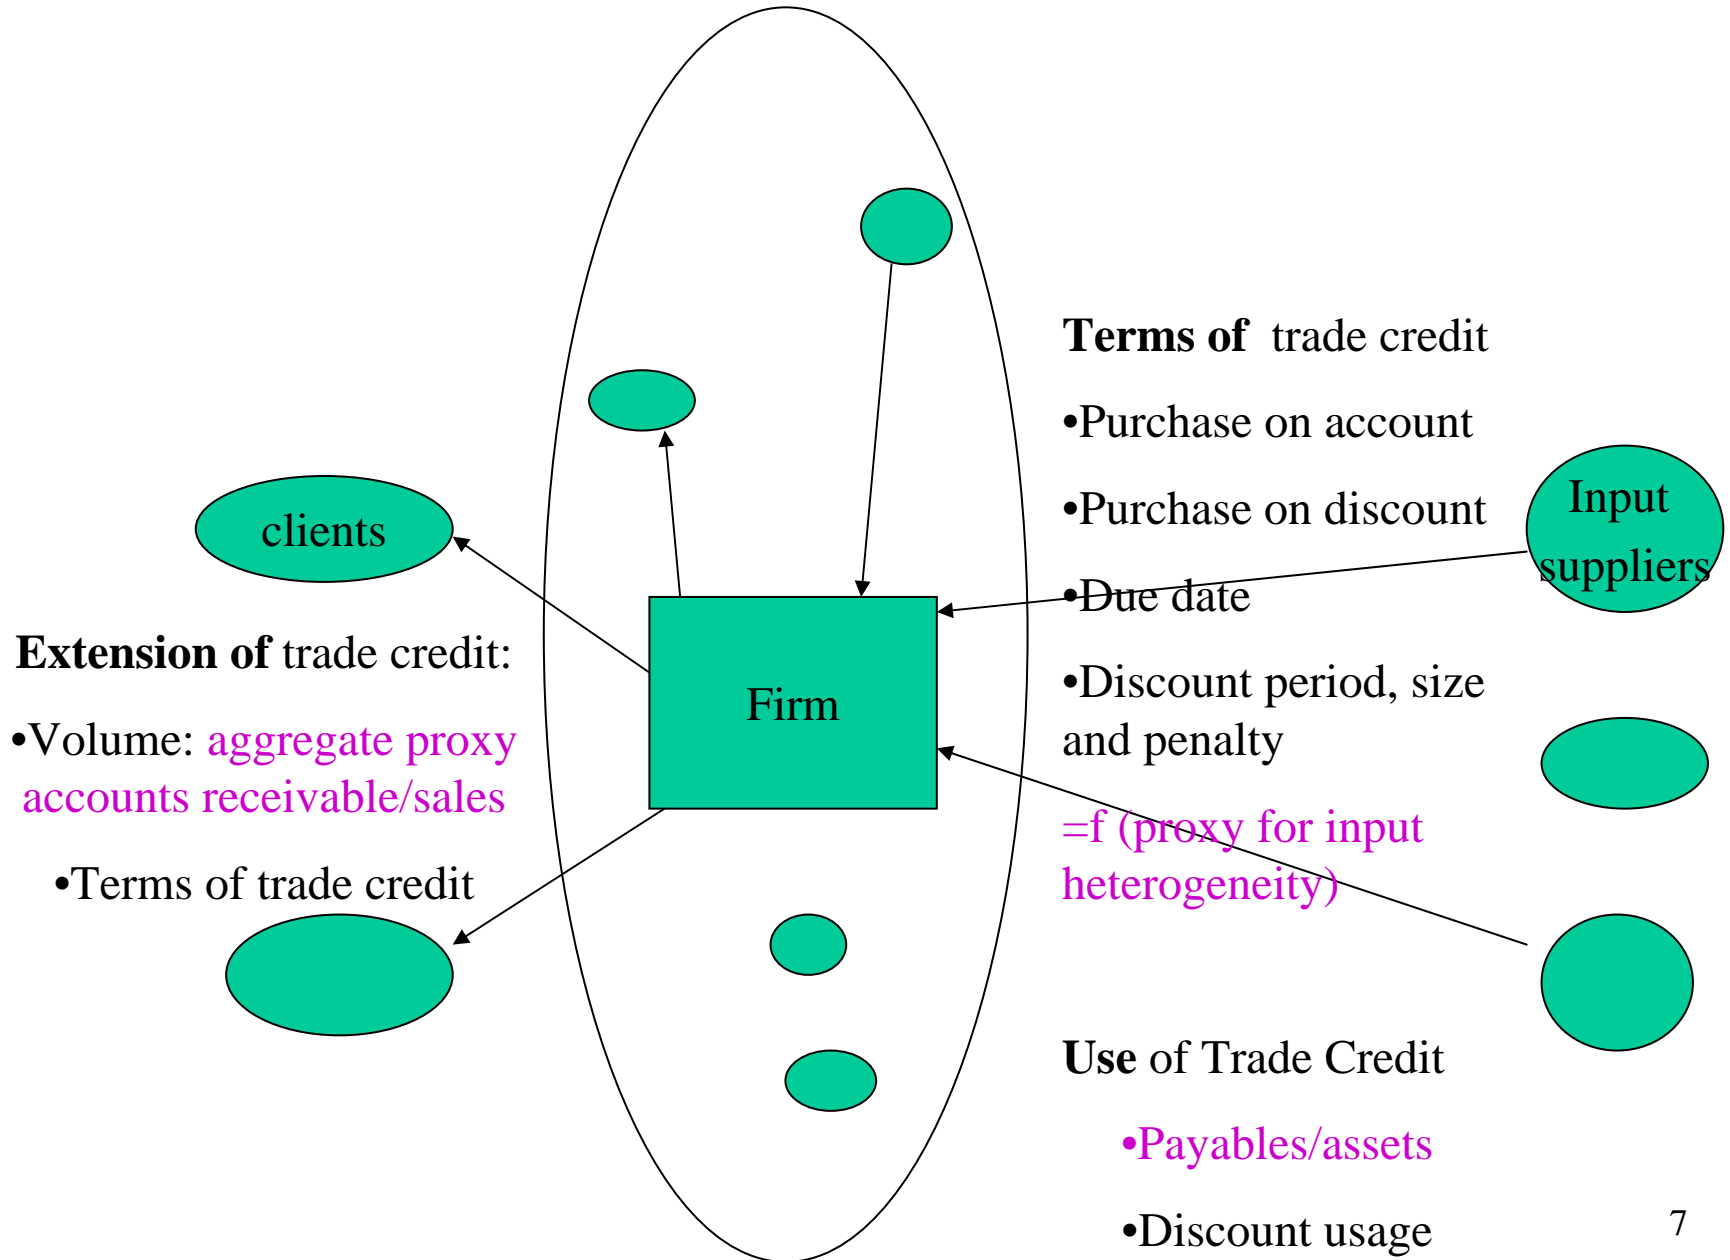 clients
Extension of trade credit:
•Volume: aggregate proxy
accounts receivable/sales
•Terms of trade credit
Firm
Terms of  trade credit
•Purchase on account
•Purchase on discount
•Due date
•Discount period, size
and penalty
=f (proxy for input
heterogeneity)
Use of Trade Credit
•Payables/assets
•Discount usage
Input
suppliers
7